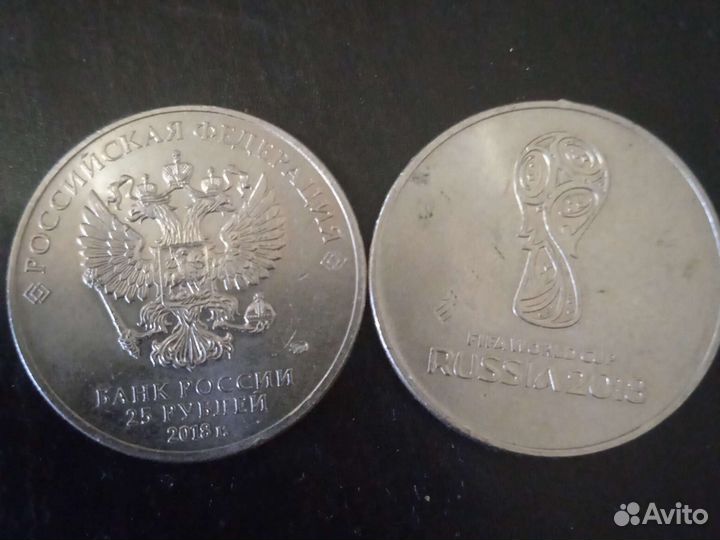 РОССИЙСКАЯ ФЕДЕРАЦИЯ
БАНК РОССИИ
25 РУБЛЕЙ
2018 г.
FIFA WORLD CUP
RUSSIA 2018
Avito